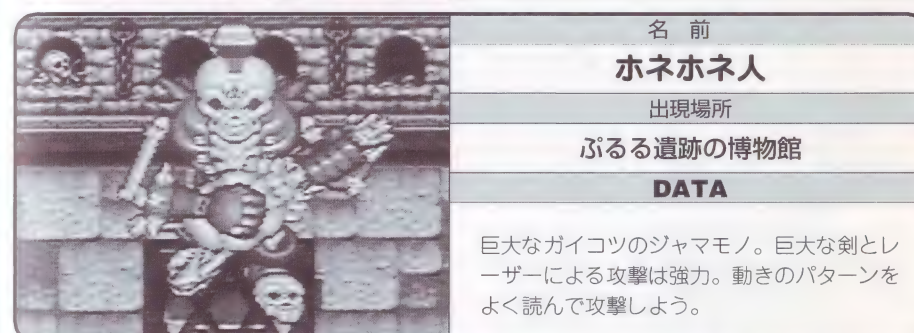 名 前
ホネホネ人
出現場所
ぷるる遺跡の博物館
DATA
巨大なガイコツのジャマモノ。巨大な剣とレ
ーザーによる攻撃は強力。動きのパターンを
よく読んで攻撃しよう。